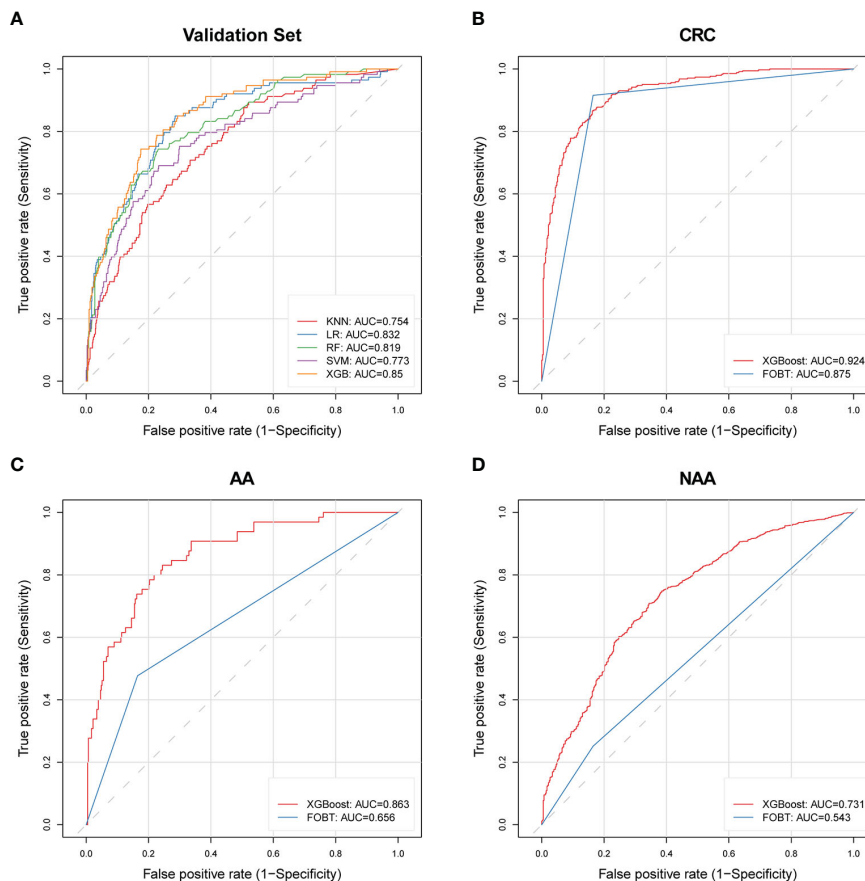 A
Validation Set
True positive rate (Sensitivity)
1.0
0.8
0.6
0.4
0.2
0.0
KNN: AUC=0.754
LR: AUC=0.832
RF: AUC=0.819
SVM: AUC=0.773
XGB: AUC=0.85
0.0 0.2 0.4 0.6 0.8 1.0
False positive rate (1−Specificity)
B
CRC
True positive rate (Sensitivity)
1.0
0.8
0.6
0.4
0.2
0.0
XGBoost: AUC=0.924
FOBT: AUC=0.875
0.0 0.2 0.4 0.6 0.8 1.0
False positive rate (1−Specificity)
C
AA
True positive rate (Sensitivity)
1.0
0.8
0.6
0.4
0.2
0.0
XGBoost: AUC=0.863
FOBT: AUC=0.656
0.0 0.2 0.4 0.6 0.8 1.0
False positive rate (1−Specificity)
D
NAA
True positive rate (Sensitivity)
1.0
0.8
0.6
0.4
0.2
0.0
XGBoost: AUC=0.731
FOBT: AUC=0.543
0.0 0.2 0.4 0.6 0.8 1.0
False positive rate (1−Specificity)